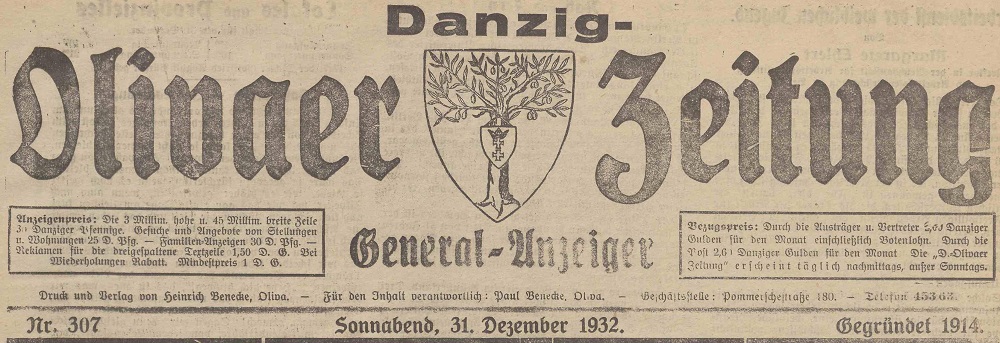 Danzig-
Olivaer Zeitung
General-Anzeiger
Anzeigenpreis: Die 3 Millim. hohe u. 45 Millim. breite Zeile
30 Danziger Pfennige. Gesuche und Angebote von Stellungen
u. Wohnungen 25 D. Pfg. — Familien-Anzeigen 30 D. Pfg. —
Reklamen für die dreigespaltene Textzeile 1,50 D. G. Bei
Wiederholungen Rabatt. Mindestpreis 1 D. G.
Bezugspreis: Durch die Austräger u. Vertreter
Gulden für den Monat einschließlich Botenlohn. Durch die
Post Danziger Gulden für den Monat. Die „D.-Olivaer
Zeitung" erscheint täglich nachmittags, außer Sonntags.
Druck und Verlag von Heinrich Benecke, Oliva. – Für den Inhalt verantwortlich: Paul Benecke, Oliva. – Geschäftsstelle: Pommerschestraße 180. – Telefon 45363.
Nr. 307 Sonnabend, 31. Dezember 1932. Gegründet 1914.